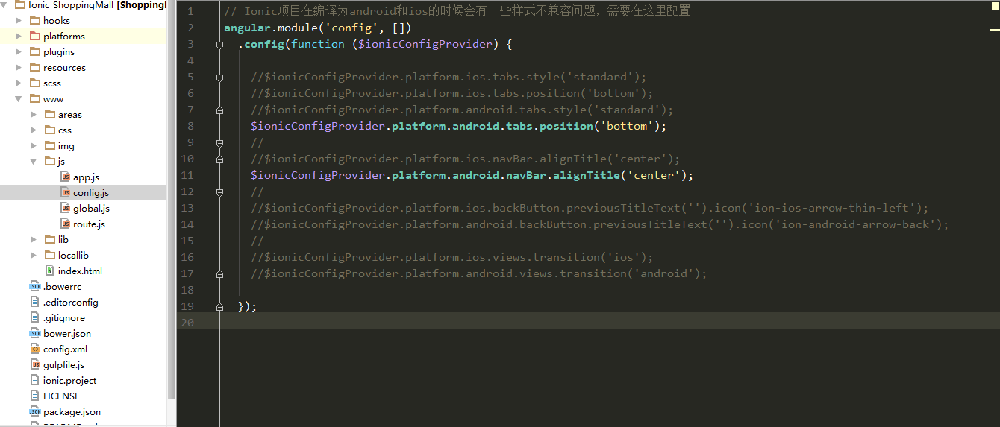 Ionic_ShoppingMall [Shopping
hooks
platforms
plugins
resources
scss
www
areas
css
img
js
app.js
config.js
global.js
route.js
lib
locallib
index.html
.bowerrc
.editorconfig
.gitignore
bower.json
config.xml
gulpfile.js
ionic.project
LICENSE
package.json
1 // Ionic项目在编译为android和ios的时候会有一些样式不兼容问题，需要在这里配置
2 angular.module('config', [])
3 .config(function ($ionicConfigProvider) {
4
5 //$ionicConfigProvider.platform.ios.tabs.style('standard');
6 //$ionicConfigProvider.platform.ios.tabs.position('bottom');
7 //$ionicConfigProvider.platform.android.tabs.style('standard');
8 $ionicConfigProvider.platform.android.tabs.position('bottom');
9 //
10 //$ionicConfigProvider.platform.ios.navBar.alignTitle('center');
11 $ionicConfigProvider.platform.android.navBar.alignTitle('center');
12 //
13 //$ionicConfigProvider.platform.ios.backButton.previousTitleText('').icon('ion-ios-arrow-thin-left');
14 //$ionicConfigProvider.platform.android.backButton.previousTitleText('').icon('ion-android-arrow-back');
15 //
16 //$ionicConfigProvider.platform.ios.views.transition('ios');
17 //$ionicConfigProvider.platform.android.views.transition('android');
18
19 });
20